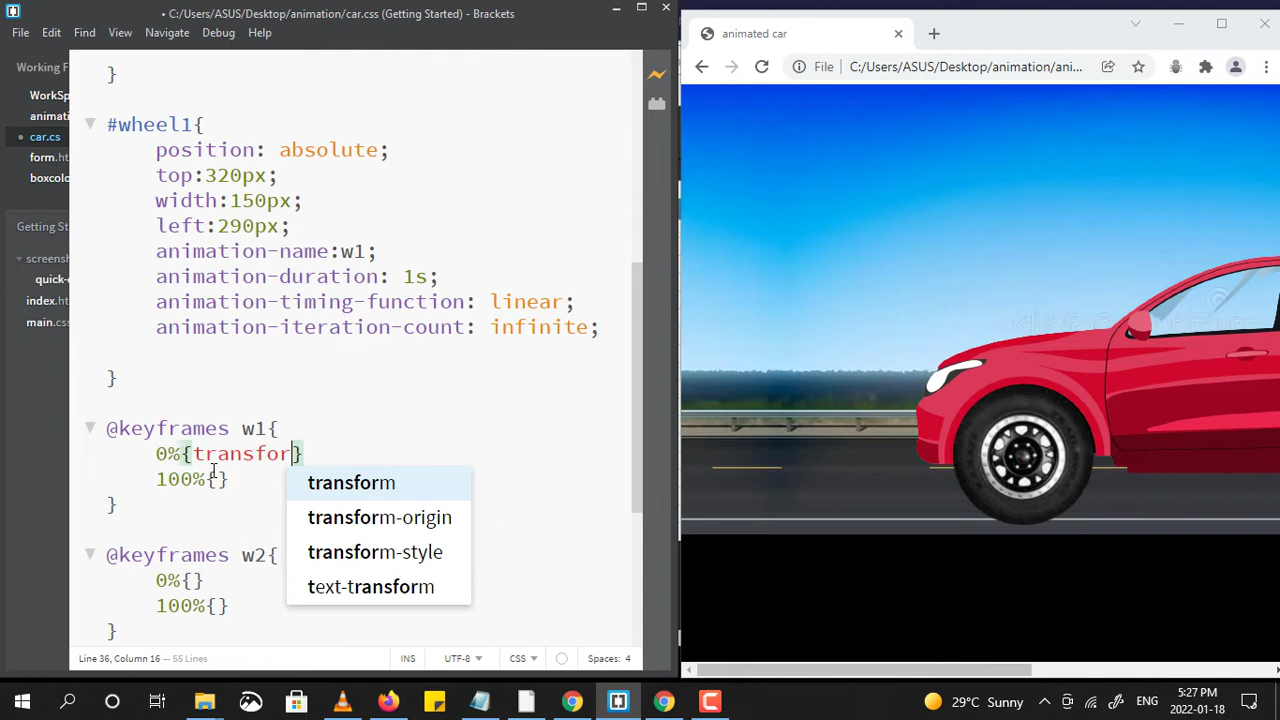 • C:/Users/ASUS/Desktop/animation/car.css (Getting Started) - Brackets
File Edit Find View Navigate Debug Help
Working F
WorkSp
animati
car.cs
form.ht
boxcolo
Getting St
screensh
quick-e
index.ht
main.css
}
#wheel1{
position: absolute;
top:320px;
width:150px;
left:290px;
animation-name:w1;
animation-duration: 1s;
animation-timing-function: linear;
animation-iteration-count: infinite;
}
@keyframes w1{
0%{transfor}
100%{}
}
@keyframes w2{
0%{}
100%{}
}
transform
transform-origin
transform-style
text-transform
Line 36, Column 16 — 55 Lines
INS UTF-8 CSS Spaces: 4
animated car
File C:/Users/ASUS/Desktop/animation/ani...
29°C Sunny
ENG
5:27 PM
2022-01-18